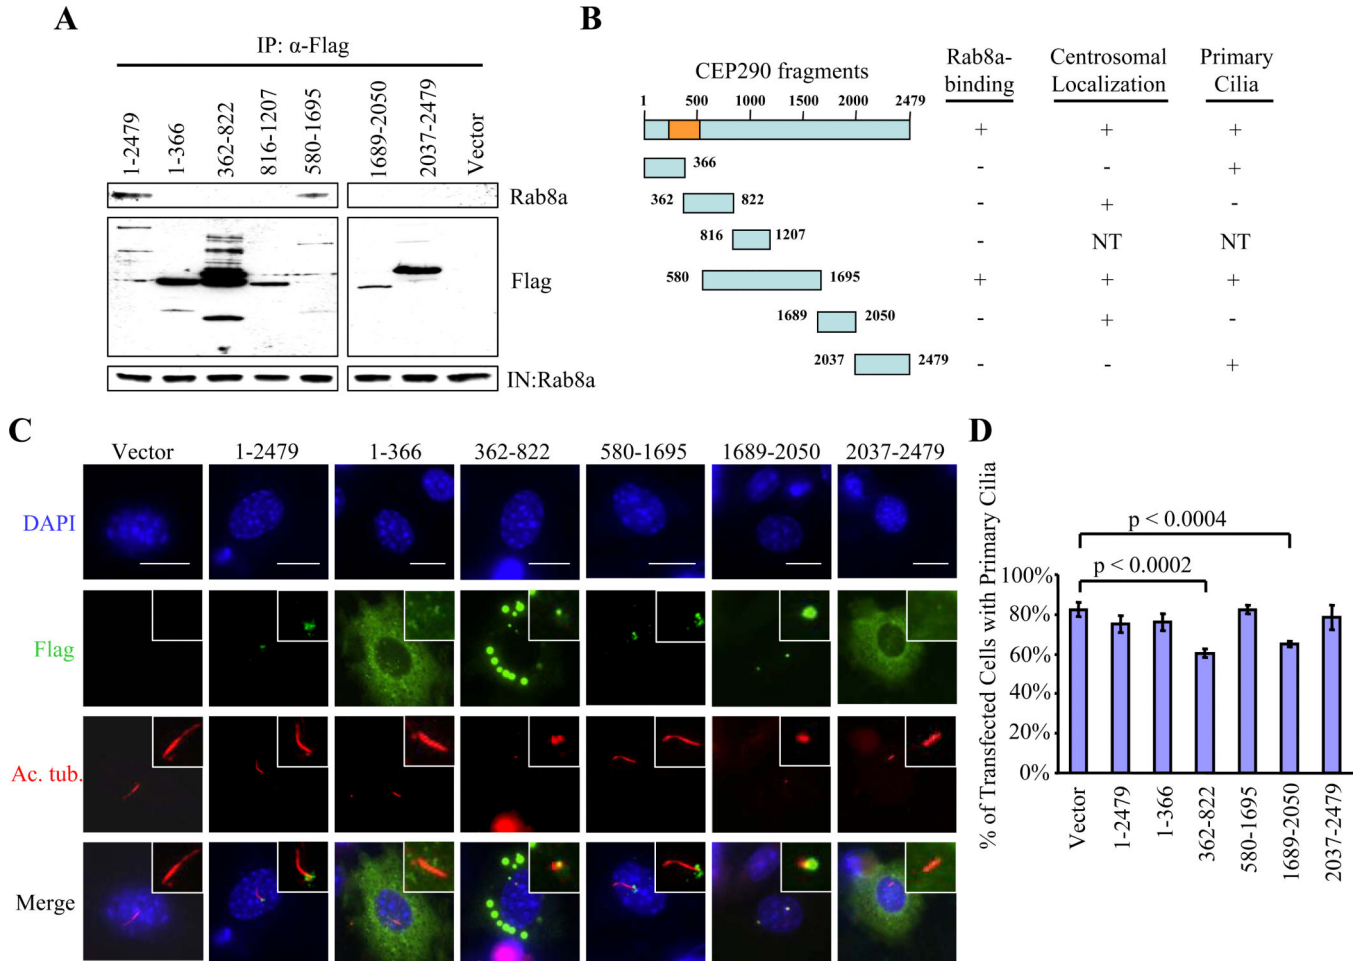 A
IP: α-Flag
1-2479
1-366
362-822
816-1207
580-1695
1689-2050
2037-2479
Vector
Rab8a
Flag
IN:Rab8a
B
CEP290 fragments
Rab8a-binding
Centrosomal Localization
Primary Cilia
1 500 1000 1500 2000 2479
+ + +
366 - - +
362 822 - + -
816 1207 - NT NT
580 1695 + + +
1689 2050 - + -
2037 2479 - - +
C
Vector 1-2479 1-366 362-822 580-1695 1689-2050 2037-2479
DAPI
Flag
Ac. tub.
Merge
D
p < 0.0004
p < 0.0002
% of Transfected Cells with Primary Cilia
100%
80%
60%
40%
20%
0%
Vector
1-2479
1-366
362-822
580-1695
1689-2050
2037-2479